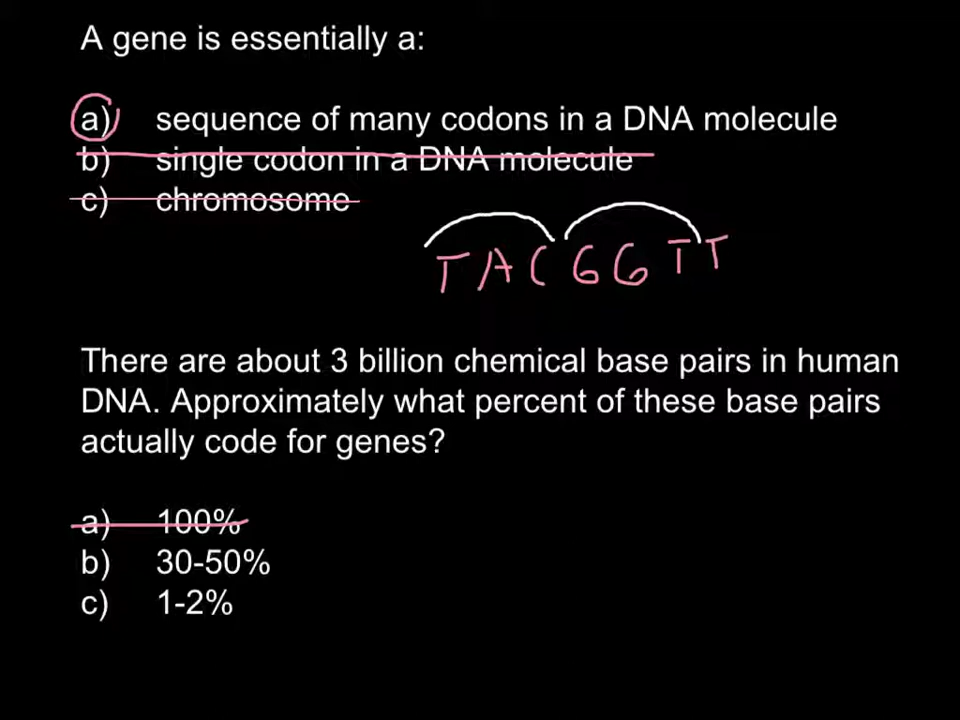 A gene is essentially a:
a) sequence of many codons in a DNA molecule
b) single codon in a DNA molecule
c) chromosome
TACGGTT
There are about 3 billion chemical base pairs in human
DNA. Approximately what percent of these base pairs
actually code for genes?
a) 100%
b) 30-50%
c) 1-2%